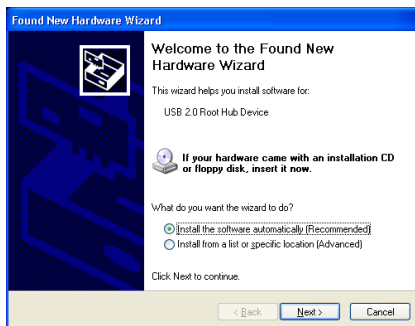 Found New Hardware Wizard
Welcome to the Found New
Hardware Wizard
This wizard helps you install software for:
USB 2.0 Root Hub Device
If your hardware came with an installation CD
or floppy disk, insert it now.
What do you want the wizard to do?
Install the software automatically (Recommended)
Install from a list or specific location (Advanced)
Click Next to continue.
< Back Next > Cancel